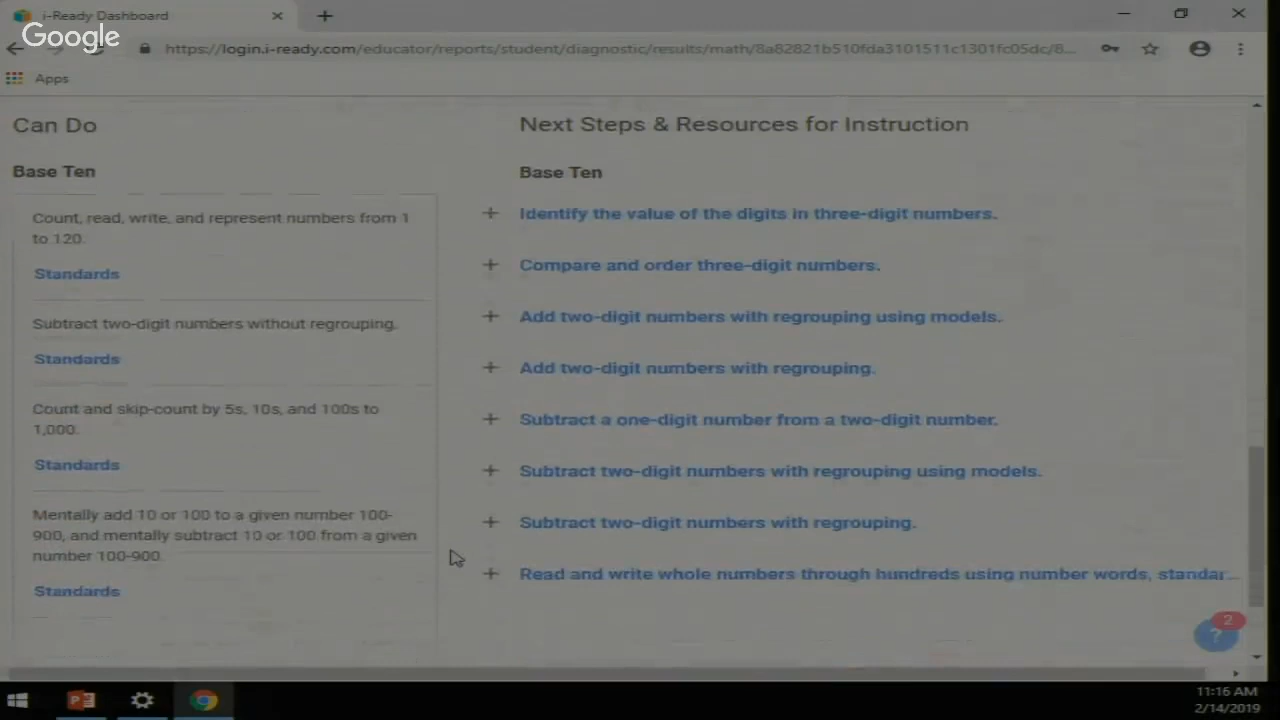 i-Ready Dashboard
Google
https://login.i-ready.com/educator/reports/student/diagnostic/results/math/8a82821b510fda3101511c1301fc05dc/8...
Apps
Can Do
Next Steps & Resources for Instruction
Base Ten
Base Ten
Count, read, write, and represent numbers from 1
to 120.
Standards
Subtract two-digit numbers without regrouping.
Standards
Count and skip-count by 5s, 10s, and 100s to
1,000.
Standards
Mentally add 10 or 100 to a given number 100-
900, and mentally subtract 10 or 100 from a given
number 100-900.
Standards
+ Identify the value of the digits in three-digit numbers.
+ Compare and order three-digit numbers.
+ Add two-digit numbers with regrouping using models.
+ Add two-digit numbers with regrouping.
+ Subtract a one-digit number from a two-digit number.
+ Subtract two-digit numbers with regrouping using models.
+ Subtract two-digit numbers with regrouping.
+ Read and write whole numbers through hundreds using number words, standar...
2
?
11:16 AM
2/14/2019